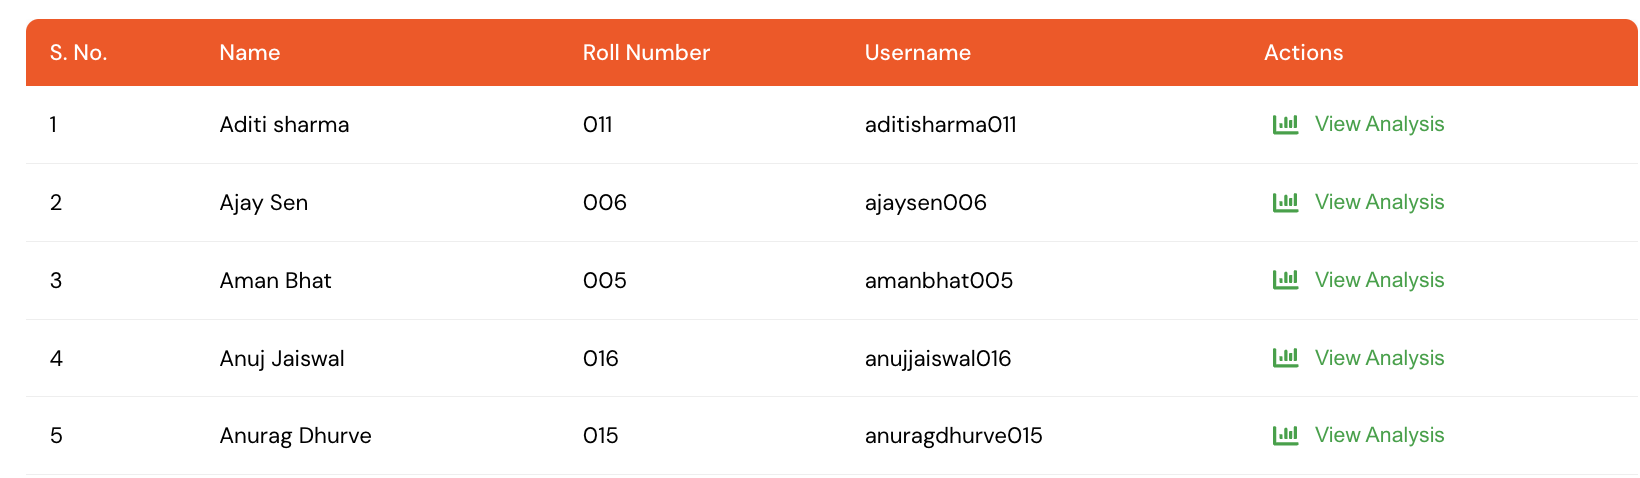 S. No. Name Roll Number Username Actions
1 Aditi sharma 011 aditisharma011 View Analysis
2 Ajay Sen 006 ajaysen006 View Analysis
3 Aman Bhat 005 amanbhat005 View Analysis
4 Anuj Jaiswal 016 anujjaiswal016 View Analysis
5 Anurag Dhurve 015 anuragdhurve015 View Analysis